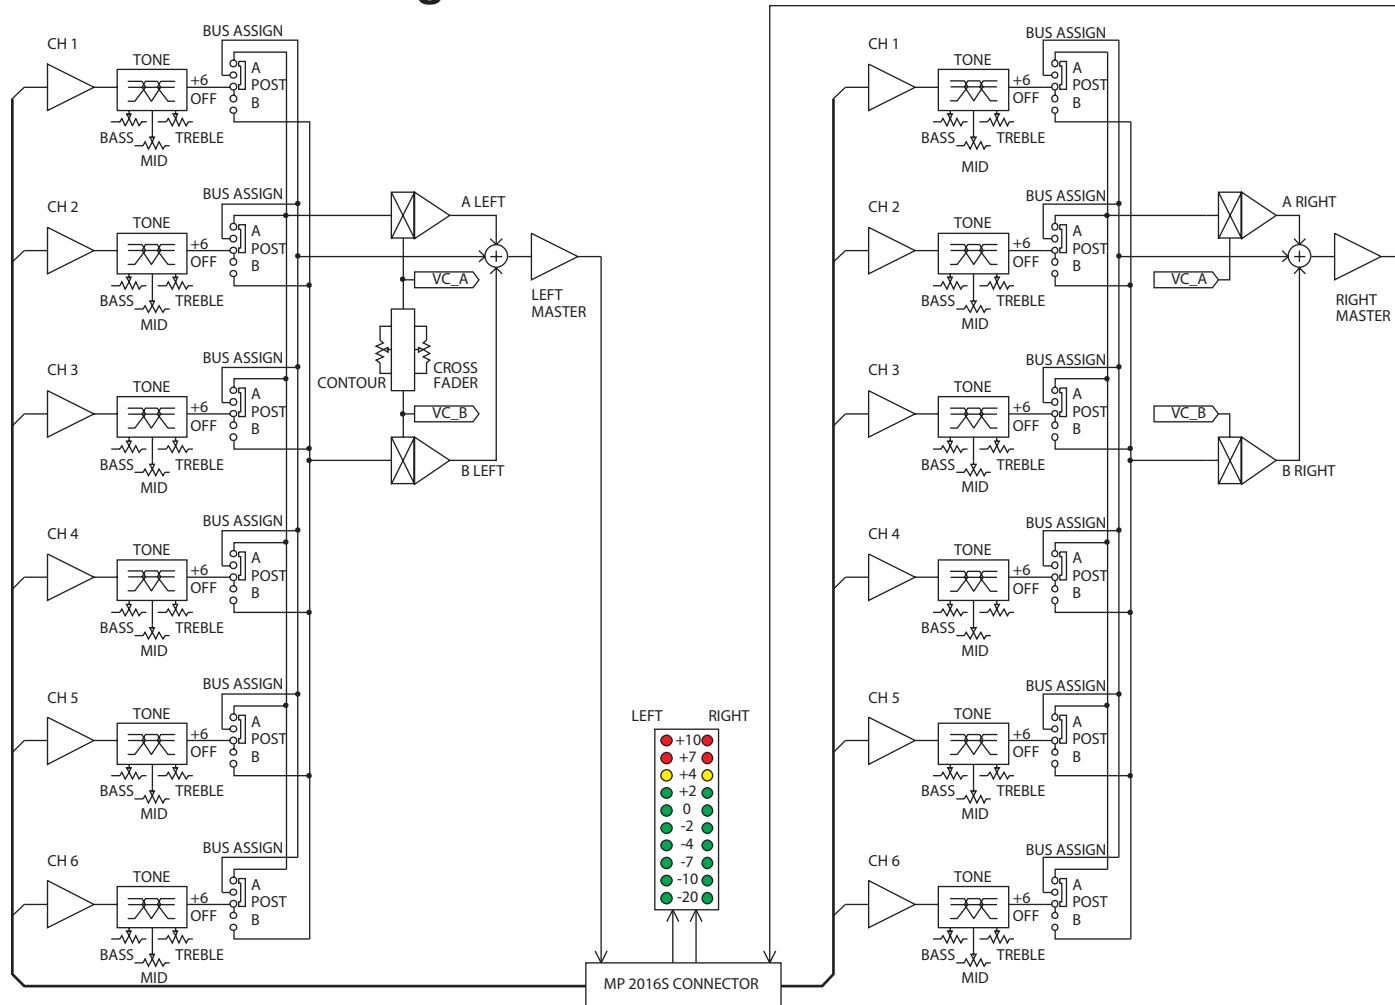 g
CH 1
BUS ASSIGN
TONE
+6
OFF
A
POST
B
BASS
TREBLE
MID
CH 2
BUS ASSIGN
TONE
+6
OFF
A
POST
B
BASS
TREBLE
MID
CH 3
BUS ASSIGN
TONE
+6
OFF
A
POST
B
BASS
TREBLE
MID
CH 4
BUS ASSIGN
TONE
+6
OFF
A
POST
B
BASS
TREBLE
MID
CH 5
BUS ASSIGN
TONE
+6
OFF
A
POST
B
BASS
TREBLE
MID
CH 6
BUS ASSIGN
TONE
+6
OFF
A
POST
B
BASS
TREBLE
MID
A LEFT
VC_A
LEFT
MASTER
CONTOUR
CROSS
FADER
VC_B
B LEFT
LEFT
RIGHT
+10
+7
+4
+2
0
-2
-4
-7
-10
-20
MP 2016S CONNECTOR
CH 1
BUS ASSIGN
TONE
+6
OFF
A
POST
B
BASS
TREBLE
MID
CH 2
BUS ASSIGN
TONE
+6
OFF
A
POST
B
BASS
TREBLE
MID
CH 3
BUS ASSIGN
TONE
+6
OFF
A
POST
B
BASS
TREBLE
MID
CH 4
BUS ASSIGN
TONE
+6
OFF
A
POST
B
BASS
TREBLE
MID
CH 5
BUS ASSIGN
TONE
+6
OFF
A
POST
B
BASS
TREBLE
MID
CH 6
BUS ASSIGN
TONE
+6
OFF
A
POST
B
BASS
TREBLE
MID
A RIGHT
VC_A
RIGHT
MASTER
VC_B
B RIGHT